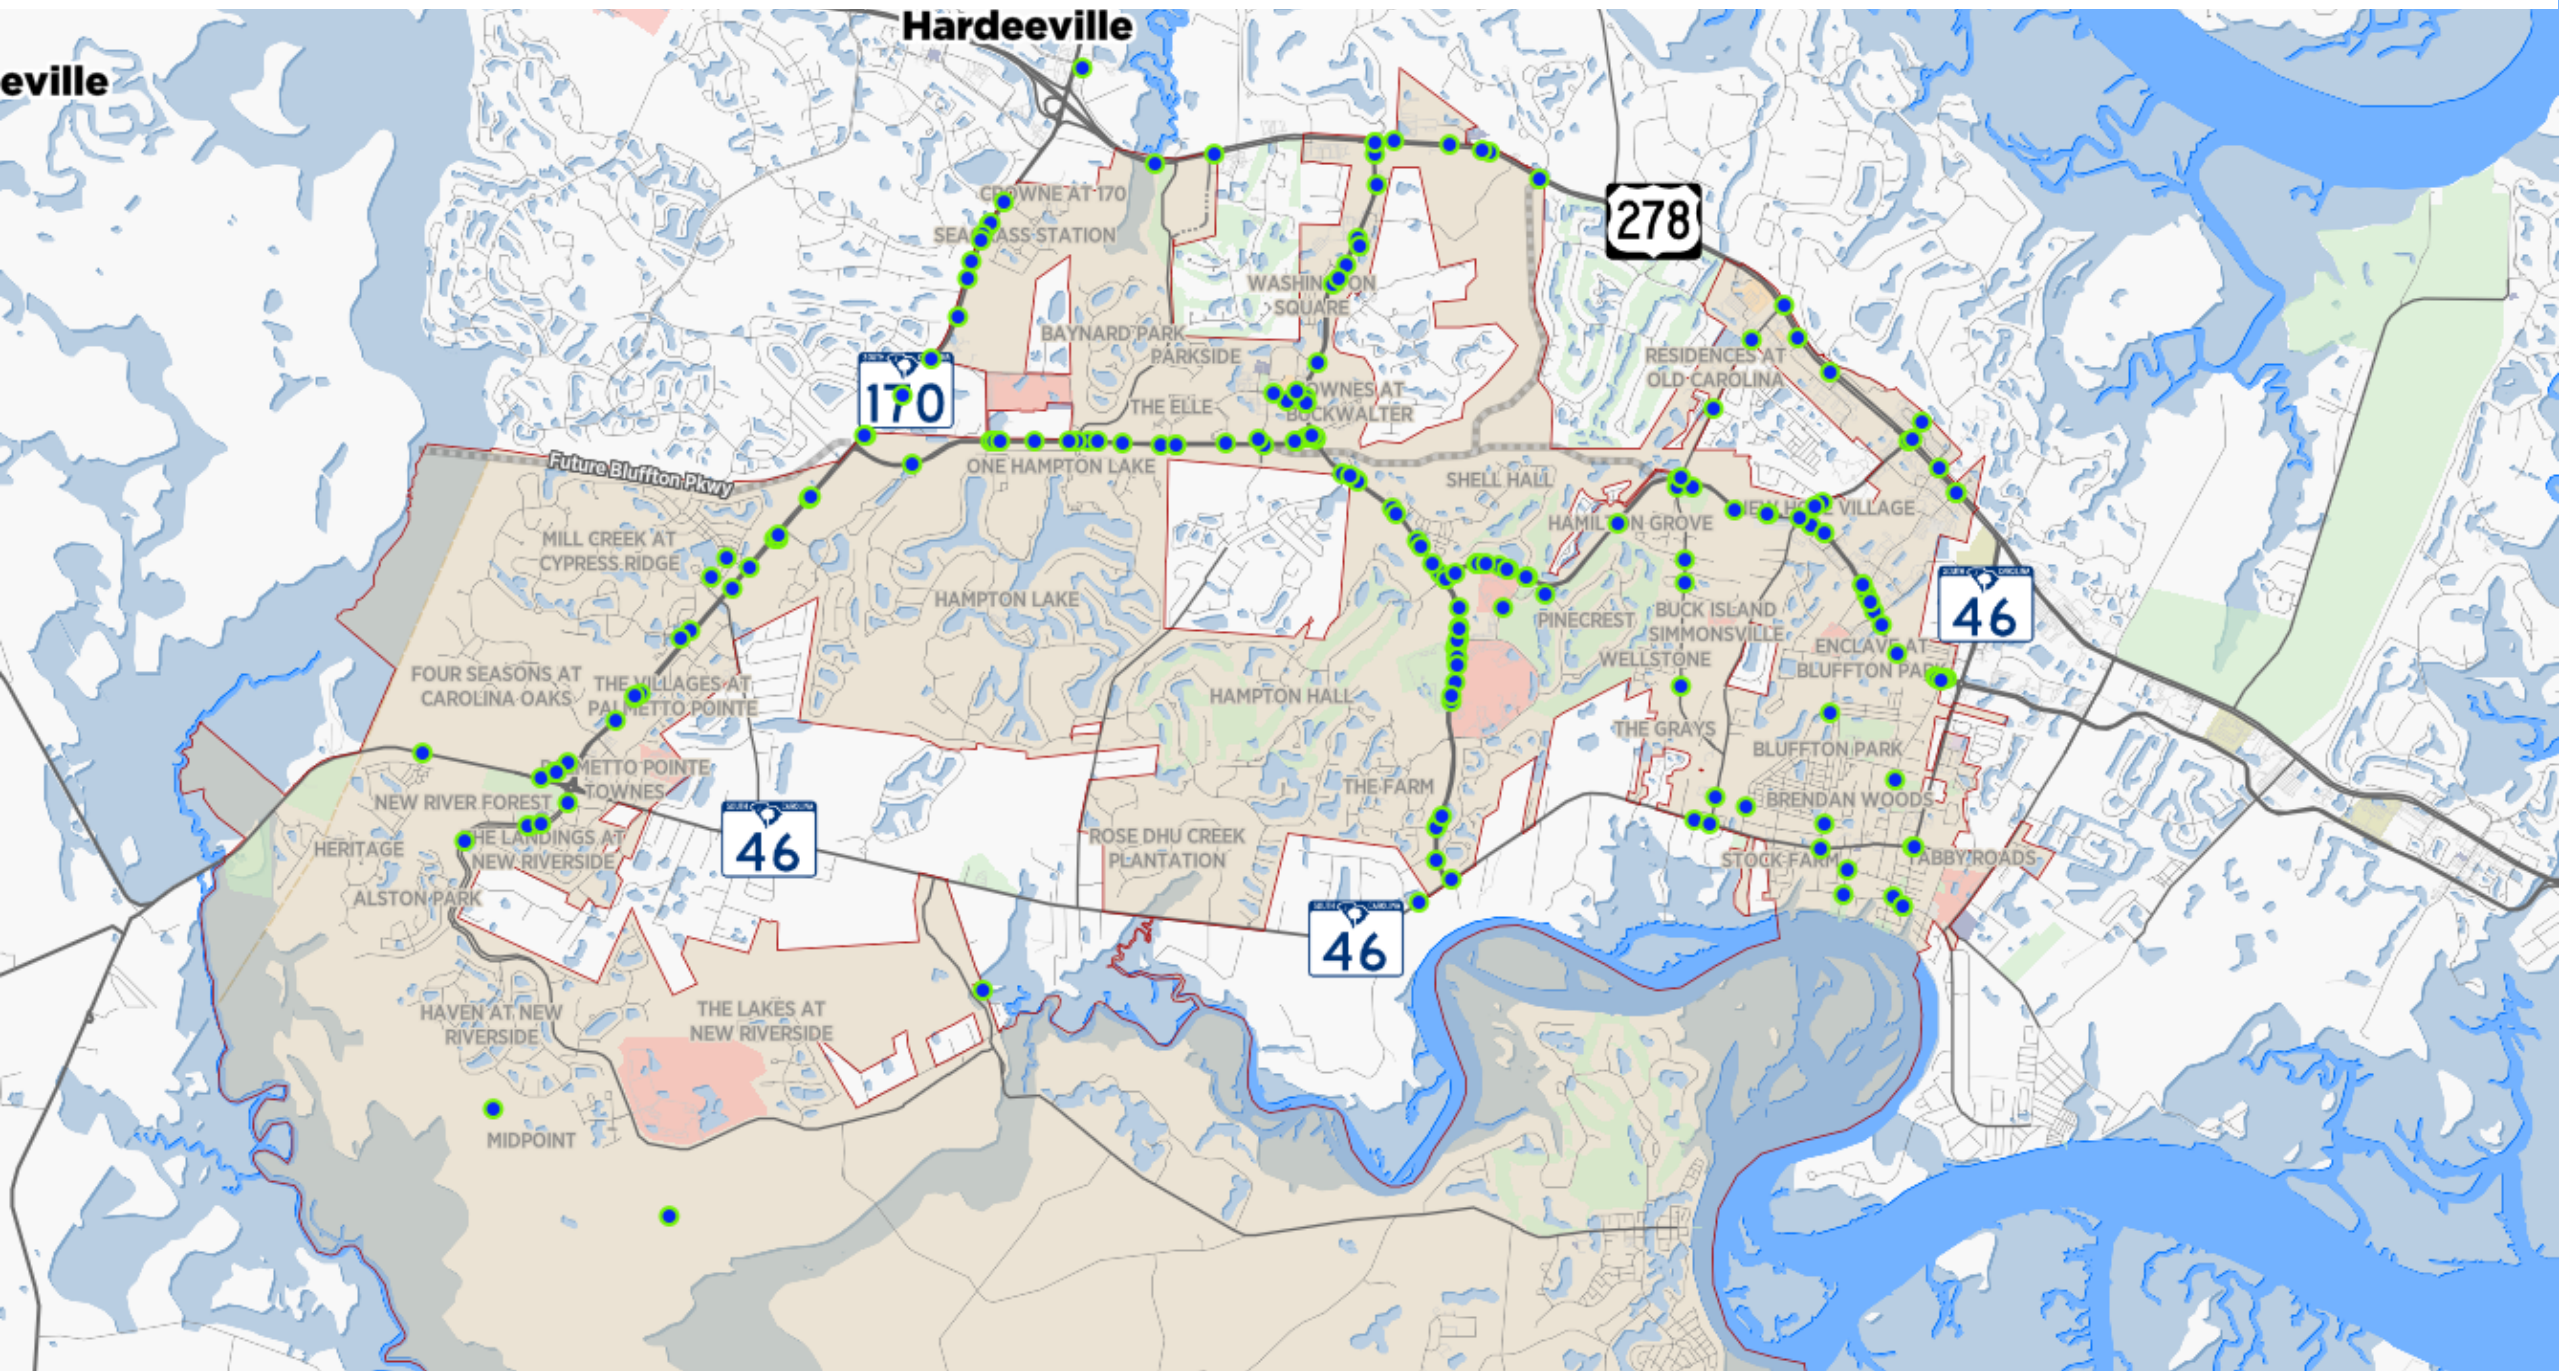 Hardeeville
eville
CROWNE AT 170
SEAGRASS STATION
278
WASHINGTON
SQUARE
BAYNARD PARK
PARKSIDE
RESIDENCES AT
OLD CAROLINA
170
TOWNES AT
BUCKWALTER
THE ELLE
Future Bluffton Pkwy
ONE HAMPTON LAKE
SHELL HALL
NEW HOPE VILLAGE
HAMILTON GROVE
MILL CREEK AT
CYPRESS RIDGE
HAMPTON LAKE
46
PINECREST
BUCK ISLAND
SIMMONSVILLE
ENCLAVE AT
BLUFFTON PARK
WELLSTONE
FOUR SEASONS AT
CAROLINA OAKS
THE VILLAGES AT
PALMETTO POINTE
HAMPTON HALL
THE GRAYS
BLUFFTON PARK
PALMETTO POINTE
TOWNES
THE FARM
NEW RIVER FOREST
BRENDAN WOODS
46
ROSE DHU CREEK
PLANTATION
HERITAGE
THE LANDINGS AT
NEW RIVERSIDE
STOCK FARM
ABBY ROADS
ALSTON PARK
46
HAVEN AT NEW
RIVERSIDE
THE LAKES AT
NEW RIVERSIDE
MIDPOINT